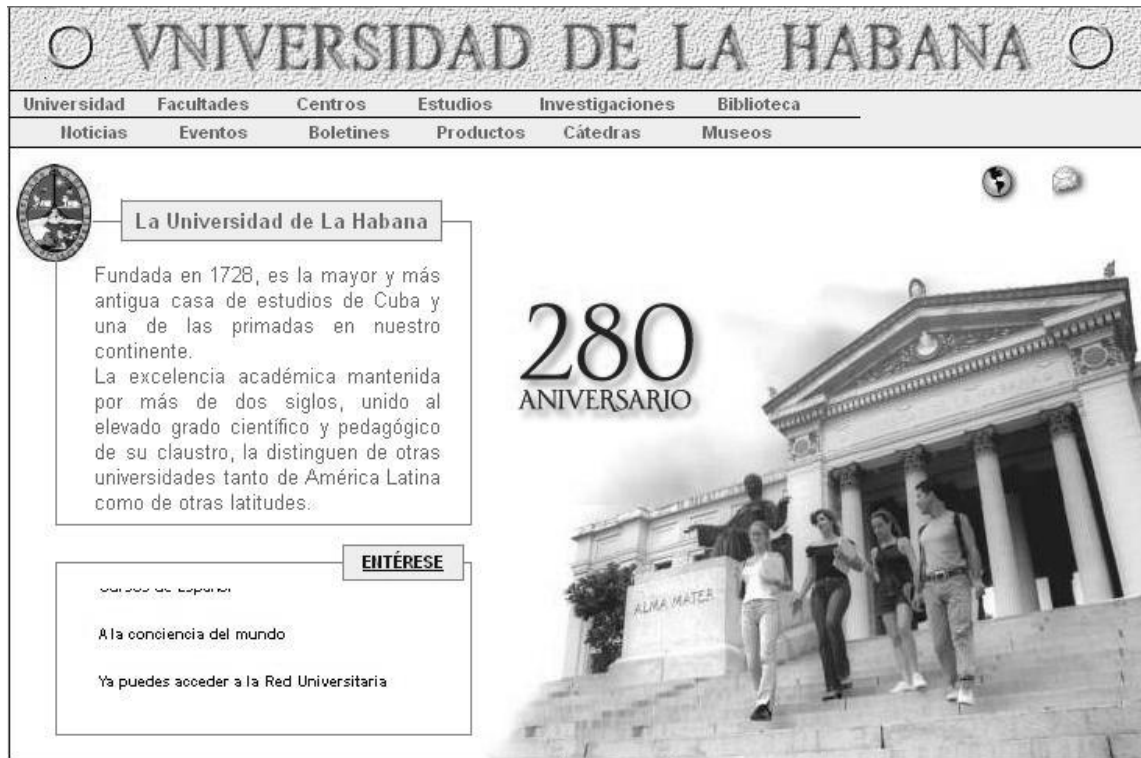 VNIVERSIDAD DE LA HABANA
Universidad Facultades Centros Estudios Investigaciones Biblioteca
Noticias Eventos Boletines Productos Cátedras Museos
La Universidad de La Habana
Fundada en 1728, es la mayor y más
antigua casa de estudios de Cuba y
una de las primadas en nuestro
continente.
La excelencia académica mantenida
por más de dos siglos, unido al
elevado grado científico y pedagógico
de su claustro, la distinguen de otras
universidades tanto de América Latina
como de otras latitudes.
280
ANIVERSARIO
ALMA MATER
ENTÉRESE
Cursos de Español
A la conciencia del mundo
Ya puedes acceder a la Red Universitaria